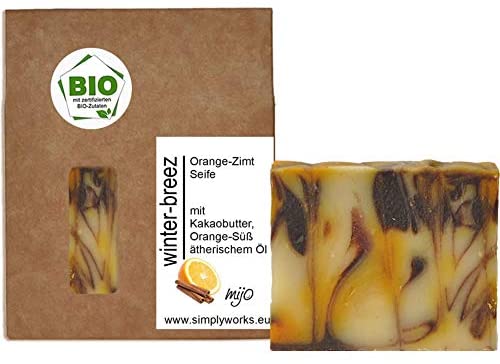 BIO
mit zertifizierten
BIO-Zutaten
winter-breez
Orange-Zimt
Seife
mit
Kakaobutter,
Orange-Süß
ätherischem Öl
mijO
www.simplyworks.eu